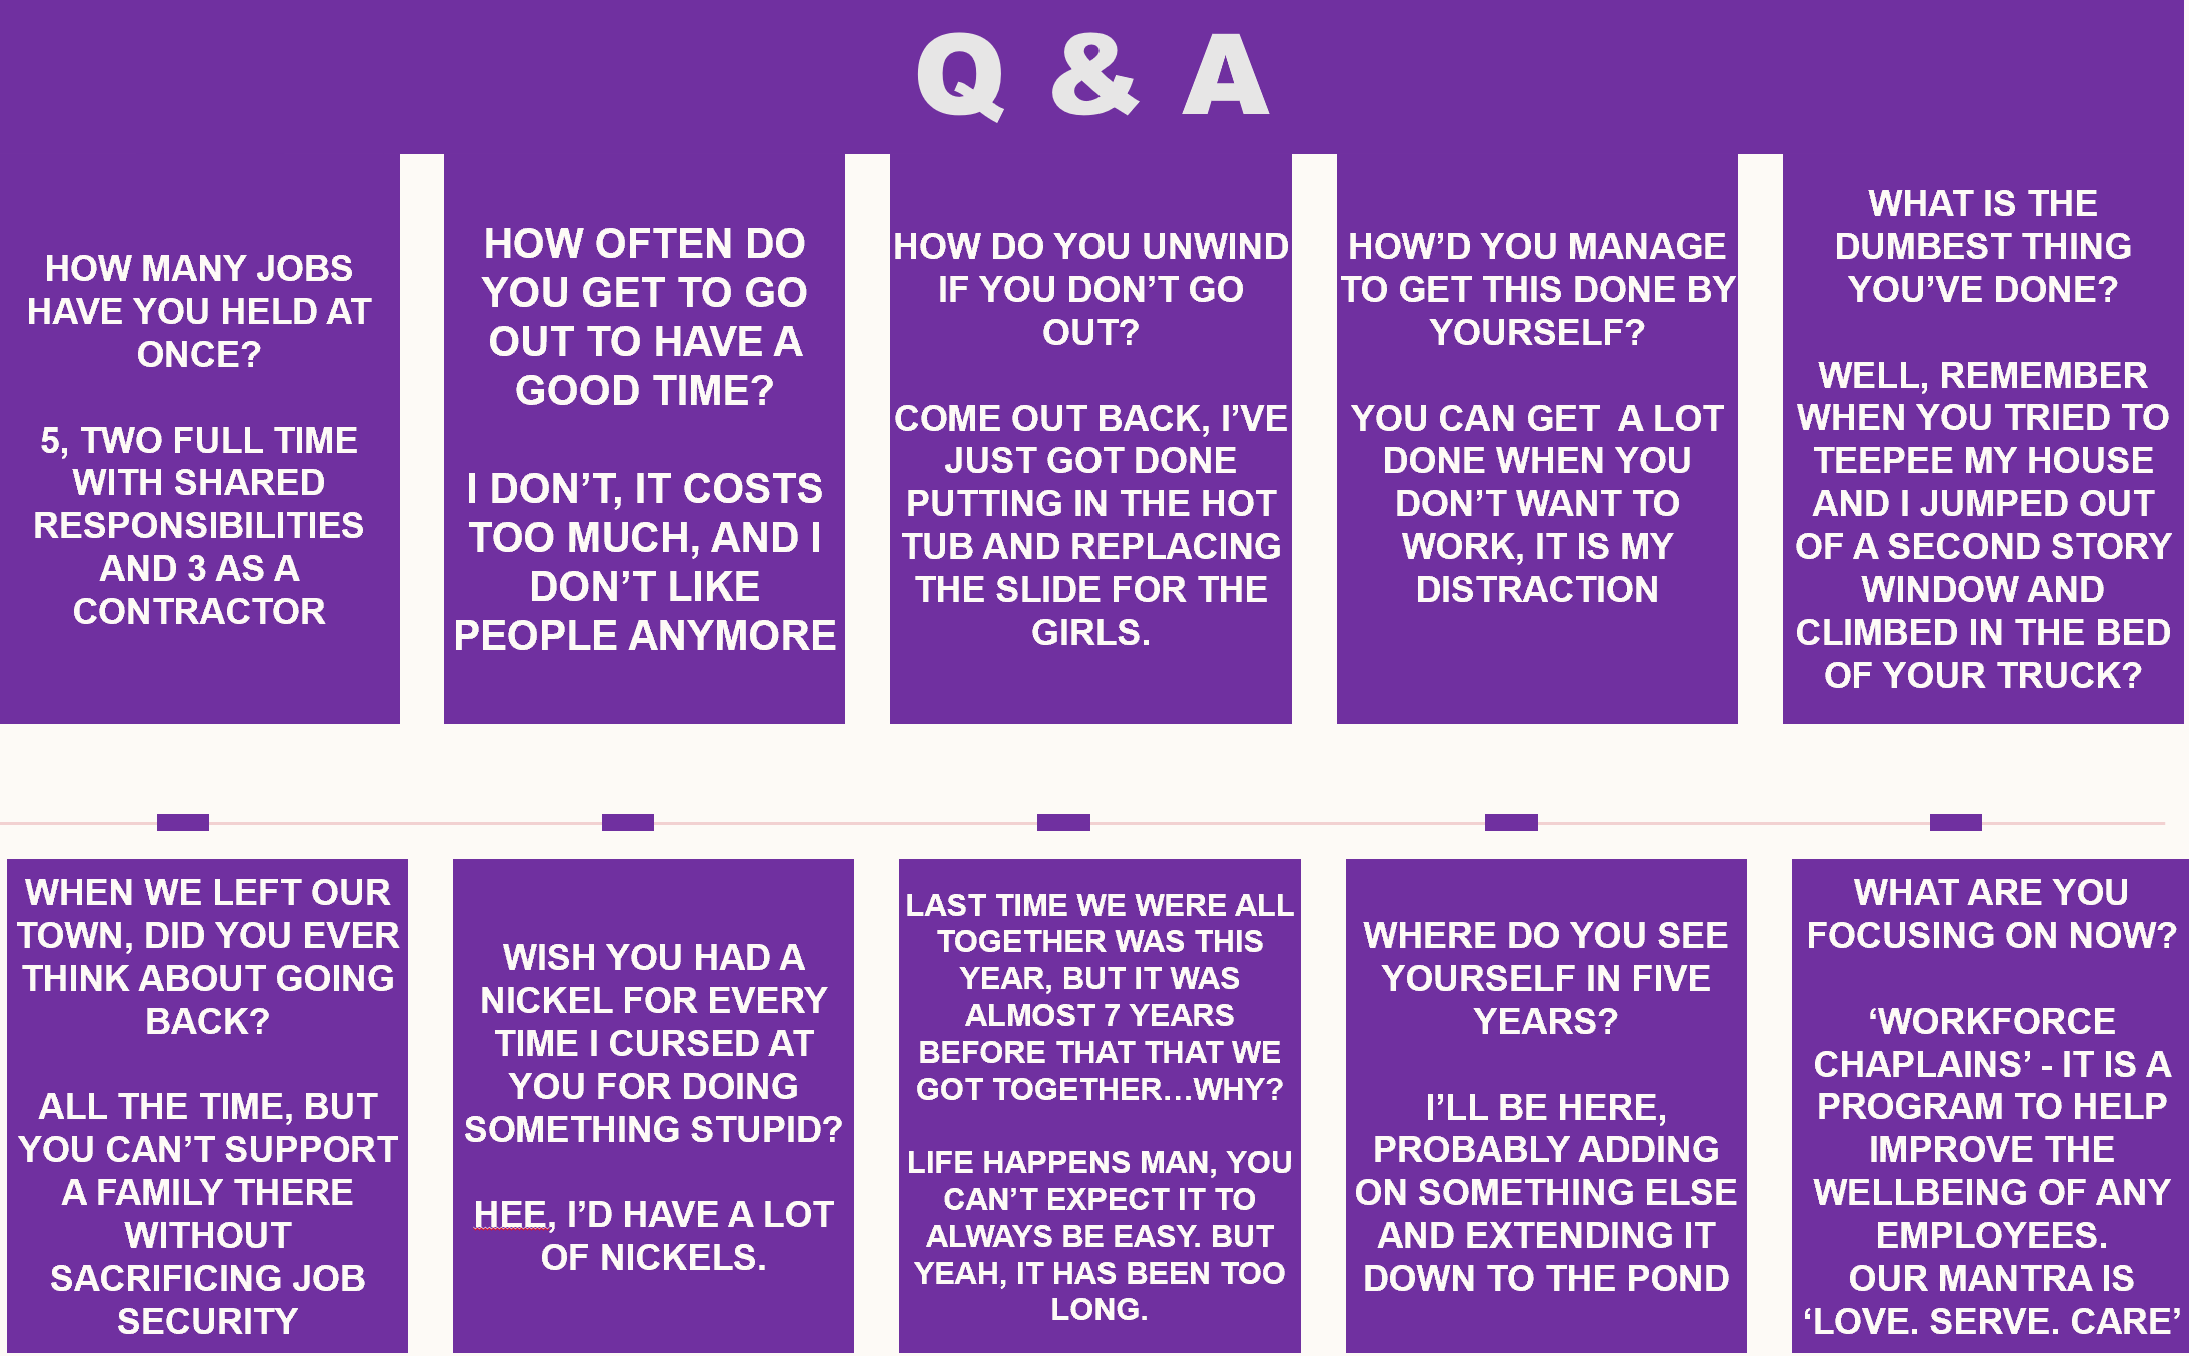 Q & A
HOW MANY JOBS
HAVE YOU HELD AT
ONCE?
5, TWO FULL TIME
WITH SHARED
RESPONSIBILITIES
AND 3 AS A
CONTRACTOR
HOW OFTEN DO
YOU GET TO GO
OUT TO HAVE A
GOOD TIME?
I DON’T, IT COSTS
TOO MUCH, AND I
DON’T LIKE
PEOPLE ANYMORE
HOW DO YOU UNWIND
IF YOU DON’T GO
OUT?
COME OUT BACK, I’VE
JUST GOT DONE
PUTTING IN THE HOT
TUB AND REPLACING
THE SLIDE FOR THE
GIRLS.
HOW’D YOU MANAGE
TO GET THIS DONE BY
YOURSELF?
YOU CAN GET  A LOT
DONE WHEN YOU
DON’T WANT TO
WORK, IT IS MY
DISTRACTION
WHAT IS THE
DUMBEST THING
YOU’VE DONE?
WELL, REMEMBER
WHEN YOU TRIED TO
TEEPEE MY HOUSE
AND I JUMPED OUT
OF A SECOND STORY
WINDOW AND
CLIMBED IN THE BED
OF YOUR TRUCK?
WHEN WE LEFT OUR
TOWN, DID YOU EVER
THINK ABOUT GOING
BACK?
ALL THE TIME, BUT
YOU CAN’T SUPPORT
A FAMILY THERE
WITHOUT
SACRIFICING JOB
SECURITY
WISH YOU HAD A
NICKEL FOR EVERY
TIME I CURSED AT
YOU FOR DOING
SOMETHING STUPID?
HEE, I’D HAVE A LOT
OF NICKELS.
LAST TIME WE WERE ALL
TOGETHER WAS THIS
YEAR, BUT IT WAS
ALMOST 7 YEARS
BEFORE THAT THAT WE
GOT TOGETHER…WHY?
LIFE HAPPENS MAN, YOU
CAN’T EXPECT IT TO
ALWAYS BE EASY. BUT
YEAH, IT HAS BEEN TOO
LONG.
WHERE DO YOU SEE
YOURSELF IN FIVE
YEARS?
I’LL BE HERE,
PROBABLY ADDING
ON SOMETHING ELSE
AND EXTENDING IT
DOWN TO THE POND
WHAT ARE YOU
FOCUSING ON NOW?
‘WORKFORCE
CHAPLAINS’ - IT IS A
PROGRAM TO HELP
IMPROVE THE
WELLBEING OF ANY
EMPLOYEES.
OUR MANTRA IS
‘LOVE. SERVE. CARE’